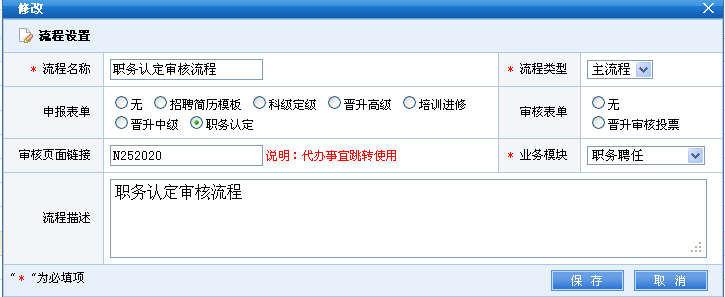 修改
流程设置
* 流程名称 职务认定审核流程 * 流程类型 主流程
申报表单 无 招聘简历模板 科级定级 晋升高级 培训进修 审核表单 无
晋升中级 职务认定 晋升审核投票
审核页面链接 N252020 说明：代办事宜跳转使用 * 业务模块 职务聘任
流程描述 职务认定审核流程
“ * “为必填项 保 存 取 消